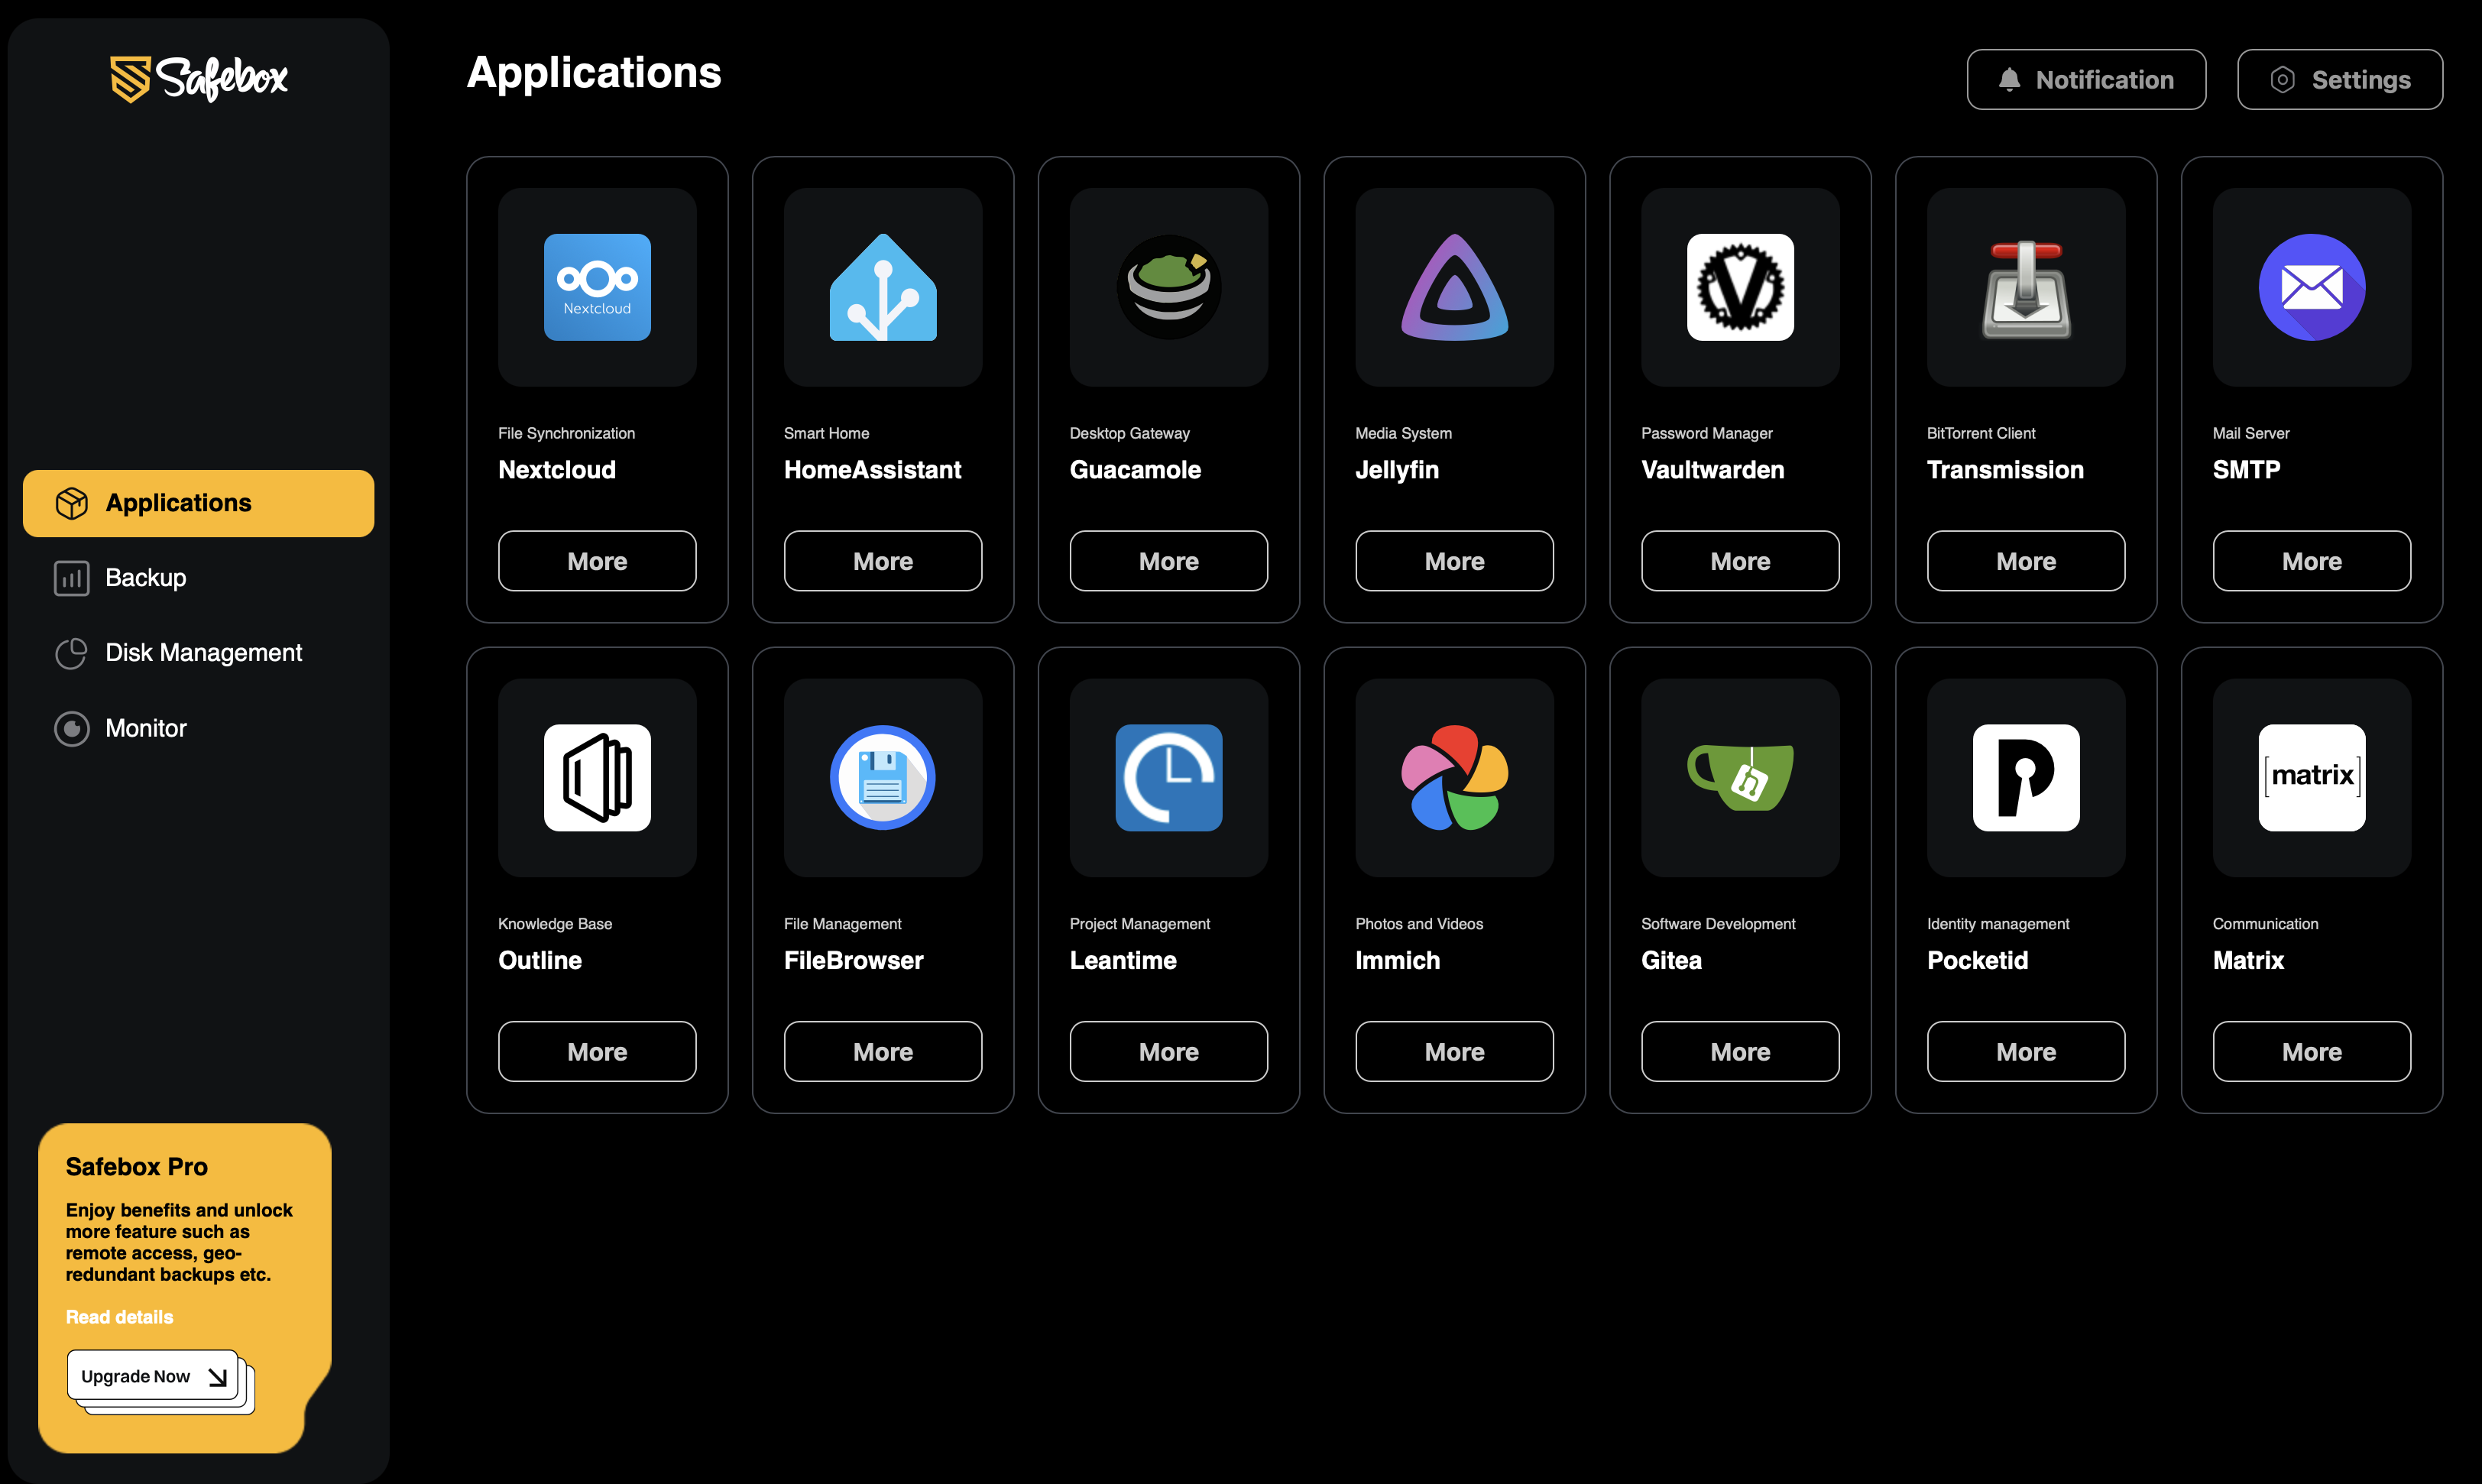 Safebox
Applications
Notification
Settings
Applications
Backup
Disk Management
Monitor
Nextcloud
File Synchronization
Nextcloud
More
Smart Home
HomeAssistant
More
Desktop Gateway
Guacamole
More
Media System
Jellyfin
More
V
Password Manager
Vaultwarden
More
BitTorrent Client
Transmission
More
Mail Server
SMTP
More
Knowledge Base
Outline
More
File Management
FileBrowser
More
Project Management
Leantime
More
Photos and Videos
Immich
More
Software Development
Gitea
More
P
Identity management
Pocketid
More
[matrix]
Communication
Matrix
More
Safebox Pro
Enjoy benefits and unlock
more feature such as
remote access, geo-
redundant backups etc.
Read details
Upgrade Now